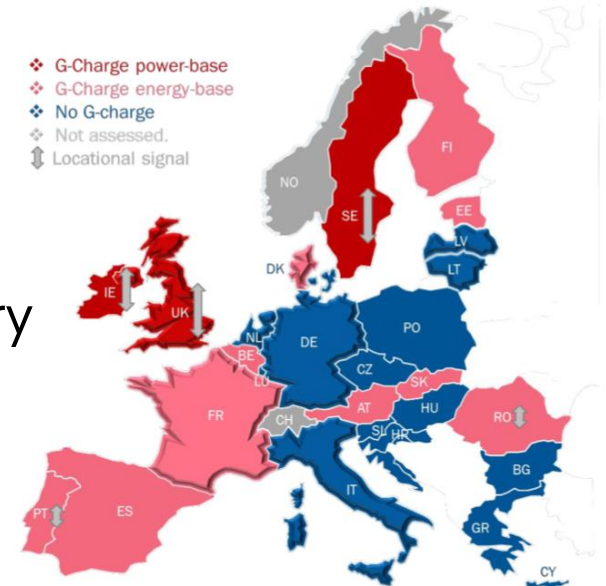 G-Charge power-base
G-Charge energy-base
No G-charge
Not assessed.
Locational signal
FI
NO
SE
EE
LV
DK
LT
IE
UK
ry
PO
NL
DE
BE
LU
CZ
SK
FR
CH
AT
HU
RO
SL
HR
BG
IT
PT
ES
GR
CY